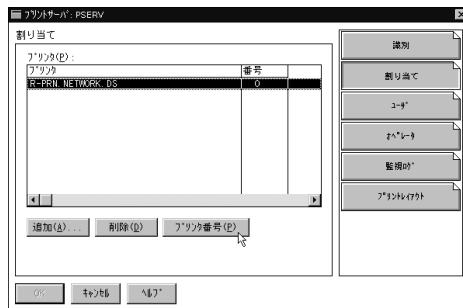 ﾌﾟﾘﾝﾄｻｰﾊﾞ: PSERV
割り当て
ﾌﾟﾘﾝﾀ(P) :
ﾌﾟﾘﾝﾀ 番号
R-PRN.NETWORK.DS 0
追加(A)... 削除(D) ﾌﾟﾘﾝﾀ番号(P)
OK ｷｬﾝｾﾙ ﾍﾙﾌﾟ
識別
割り当て
ﾕｰｻﾞ
ｵﾍﾟﾚｰﾀ
監視ﾛｸﾞ
ﾌﾟﾘﾝﾄﾚｲｱｳﾄ